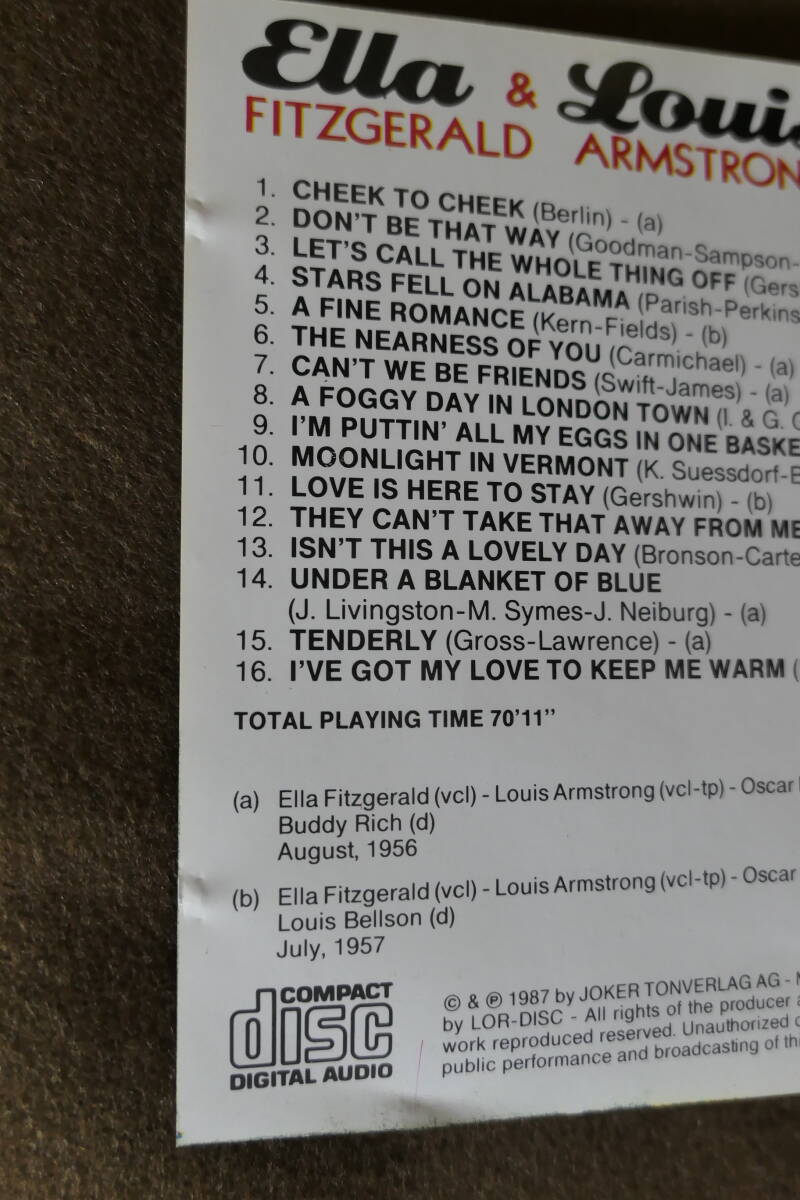 Ella & Louis
FITZGERALD ARMSTRON
1. CHEEK TO CHEEK (Berlin) - (a)
2. DON'T BE THAT WAY (Goodman-Sampson-
3. LET'S CALL THE WHOLE THING OFF (Gers
4. STARS FELL ON ALABAMA (Parish-Perkins
5. A FINE ROMANCE (Kern-Fields) - (b)
6. THE NEARNESS OF YOU (Carmichael) - (a)
7. CAN'T WE BE FRIENDS (Swift-James) - (a)
8. A FOGGY DAY IN LONDON TOWN (I. & G. G
9. I'M PUTTIN' ALL MY EGGS IN ONE BASKE
10. MOONLIGHT IN VERMONT (K. Suessdorf-B
11. LOVE IS HERE TO STAY (Gershwin) - (b)
12. THEY CAN'T TAKE THAT AWAY FROM ME
13. ISN'T THIS A LOVELY DAY (Bronson-Carte
14. UNDER A BLANKET OF BLUE
(J. Livingston-M. Symes-J. Neiburg) - (a)
15. TENDERLY (Gross-Lawrence) - (a)
16. I'VE GOT MY LOVE TO KEEP ME WARM (
TOTAL PLAYING TIME 70'11"
(a) Ella Fitzgerald (vcl) - Louis Armstrong (vcl-tp) - Oscar
Buddy Rich (d)
August, 1956
(b) Ella Fitzgerald (vcl) - Louis Armstrong (vcl-tp) - Oscar
Louis Bellson (d)
July, 1957
COMPACT
disc
DIGITAL AUDIO
© & ℗ 1987 by JOKER TONVERLAG AG -
by LOR-DISC - All rights of the producer
work reproduced reserved. Unauthorized
public performance and broadcasting of